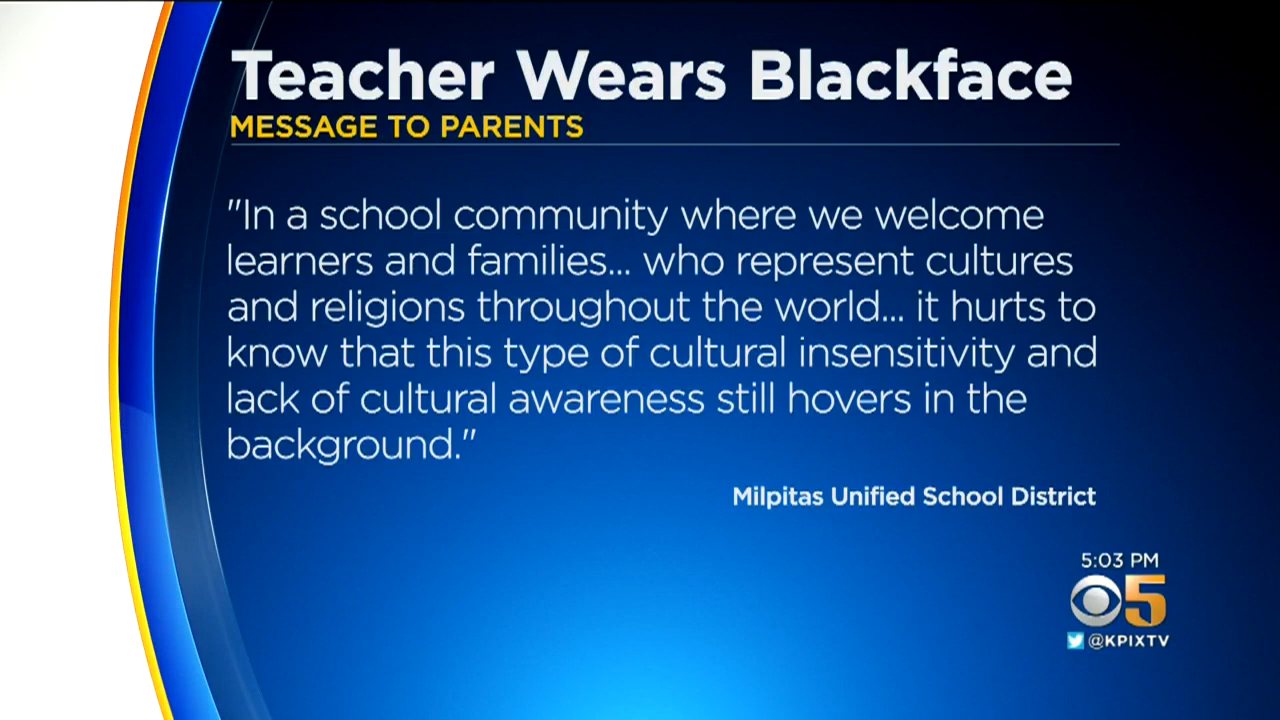 Teacher Wears Blackface
MESSAGE TO PARENTS
"In a school community where we welcome
learners and families... who represent cultures
and religions throughout the world... it hurts to
know that this type of cultural insensitivity and
lack of cultural awareness still hovers in the
background."
Milpitas Unified School District
5:03 PM
5
@KPIXTV